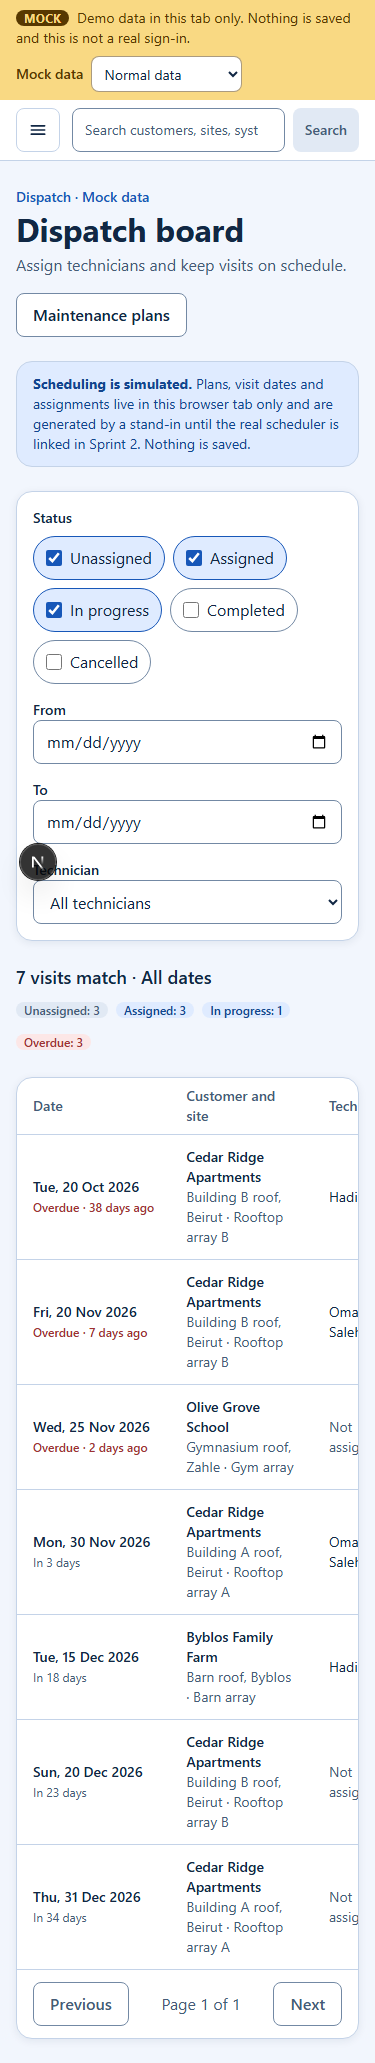 MOCK Demo data in this tab only. Nothing is saved
and this is not a real sign-in.
Mock data Normal data
Search customers, sites, syst Search
Dispatch · Mock data
Dispatch board
Assign technicians and keep visits on schedule.
Maintenance plans
Scheduling is simulated. Plans, visit dates and
assignments live in this browser tab only and are
generated by a stand-in until the real scheduler is
linked in Sprint 2. Nothing is saved.
Status
Unassigned Assigned
In progress Completed
Cancelled
From
mm/dd/yyyy
To
mm/dd/yyyy
N
Technician
All technicians
7 visits match · All dates
Unassigned: 3 Assigned: 3 In progress: 1
Overdue: 3
Date Customer and site Tech
Tue, 20 Oct 2026
Overdue · 38 days ago
Cedar Ridge
Apartments
Building B roof,
Beirut · Rooftop
array B
Hadi
Fri, 20 Nov 2026
Overdue · 7 days ago
Cedar Ridge
Apartments
Building B roof,
Beirut · Rooftop
array B
Oma
Saleh
Wed, 25 Nov 2026
Overdue · 2 days ago
Olive Grove
School
Gymnasium roof,
Zahle · Gym array
Not
assig
Mon, 30 Nov 2026
In 3 days
Cedar Ridge
Apartments
Building A roof,
Beirut · Rooftop
array A
Oma
Saleh
Tue, 15 Dec 2026
In 18 days
Byblos Family
Farm
Barn roof, Byblos
· Barn array
Hadi
Sun, 20 Dec 2026
In 23 days
Cedar Ridge
Apartments
Building B roof,
Beirut · Rooftop
array B
Not
assig
Thu, 31 Dec 2026
In 34 days
Cedar Ridge
Apartments
Building A roof,
Beirut · Rooftop
array A
Not
assig
Previous Page 1 of 1 Next